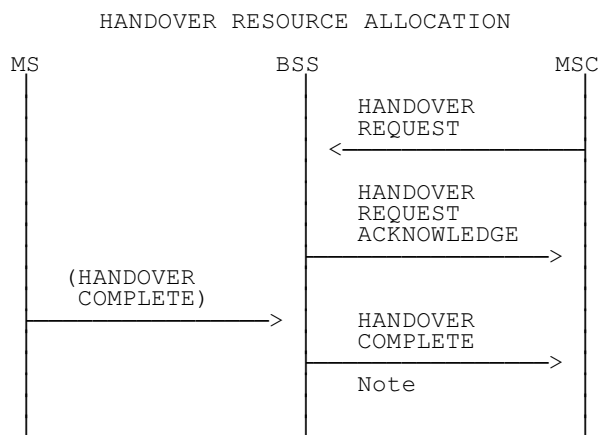 HANDOVER RESOURCE ALLOCATION
MS BSS MSC
HANDOVER
REQUEST
HANDOVER
REQUEST
ACKNOWLEDGE
(HANDOVER
COMPLETE)
HANDOVER
COMPLETE
Note